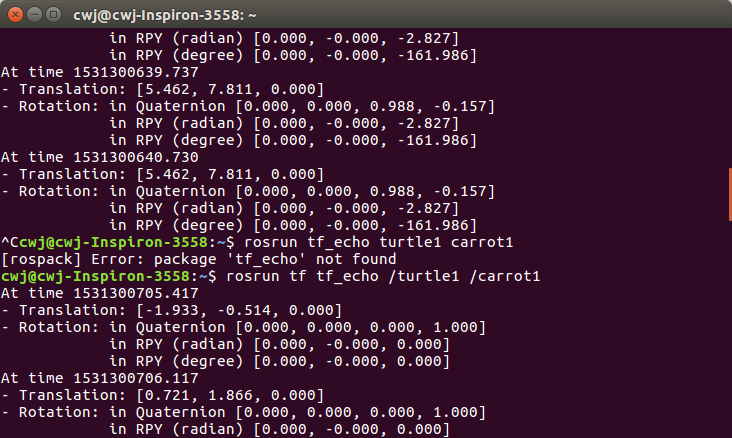 cwj@cwj-Inspiron-3558: ~
in RPY (radian) [0.000, -0.000, -2.827]
in RPY (degree) [0.000, -0.000, -161.986]
At time 1531300639.737
- Translation: [5.462, 7.811, 0.000]
- Rotation: in Quaternion [0.000, 0.000, 0.988, -0.157]
in RPY (radian) [0.000, -0.000, -2.827]
in RPY (degree) [0.000, -0.000, -161.986]
At time 1531300640.730
- Translation: [5.462, 7.811, 0.000]
- Rotation: in Quaternion [0.000, 0.000, 0.988, -0.157]
in RPY (radian) [0.000, -0.000, -2.827]
in RPY (degree) [0.000, -0.000, -161.986]
^Ccwj@cwj-Inspiron-3558:~$ rosrun tf_echo turtle1 carrot1
[rospack] Error: package 'tf_echo' not found
cwj@cwj-Inspiron-3558:~$ rosrun tf tf_echo /turtle1 /carrot1
At time 1531300705.417
- Translation: [-1.933, -0.514, 0.000]
- Rotation: in Quaternion [0.000, 0.000, 0.000, 1.000]
in RPY (radian) [0.000, -0.000, 0.000]
in RPY (degree) [0.000, -0.000, 0.000]
At time 1531300706.117
- Translation: [0.721, 1.866, 0.000]
- Rotation: in Quaternion [0.000, 0.000, 0.000, 1.000]
in RPY (radian) [0.000, -0.000, 0.000]